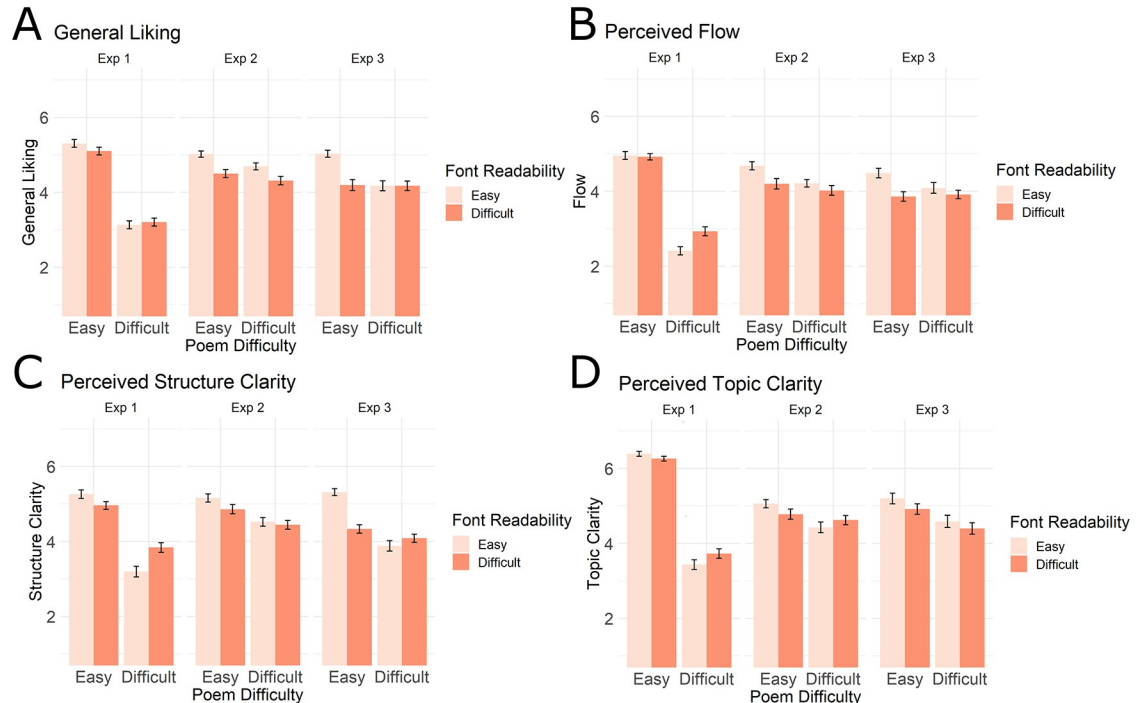 A General Liking
Exp 1 Exp 2 Exp 3
6
4
2
General Liking
Easy Difficult Easy Difficult Easy Difficult
Poem Difficulty
Font Readability
Easy
Difficult
B Perceived Flow
Exp 1 Exp 2 Exp 3
6
4
2
Flow
Easy Difficult Easy Difficult Easy Difficult
Poem Difficulty
Font Readability
Easy
Difficult
C Perceived Structure Clarity
Exp 1 Exp 2 Exp 3
6
4
2
Structure Clarity
Easy Difficult Easy Difficult Easy Difficult
Poem Difficulty
Font Readability
Easy
Difficult
D Perceived Topic Clarity
Exp 1 Exp 2 Exp 3
6
4
2
Topic Clarity
Easy Difficult Easy Difficult Easy Difficult
Poem Difficulty
Font Readability
Easy
Difficult